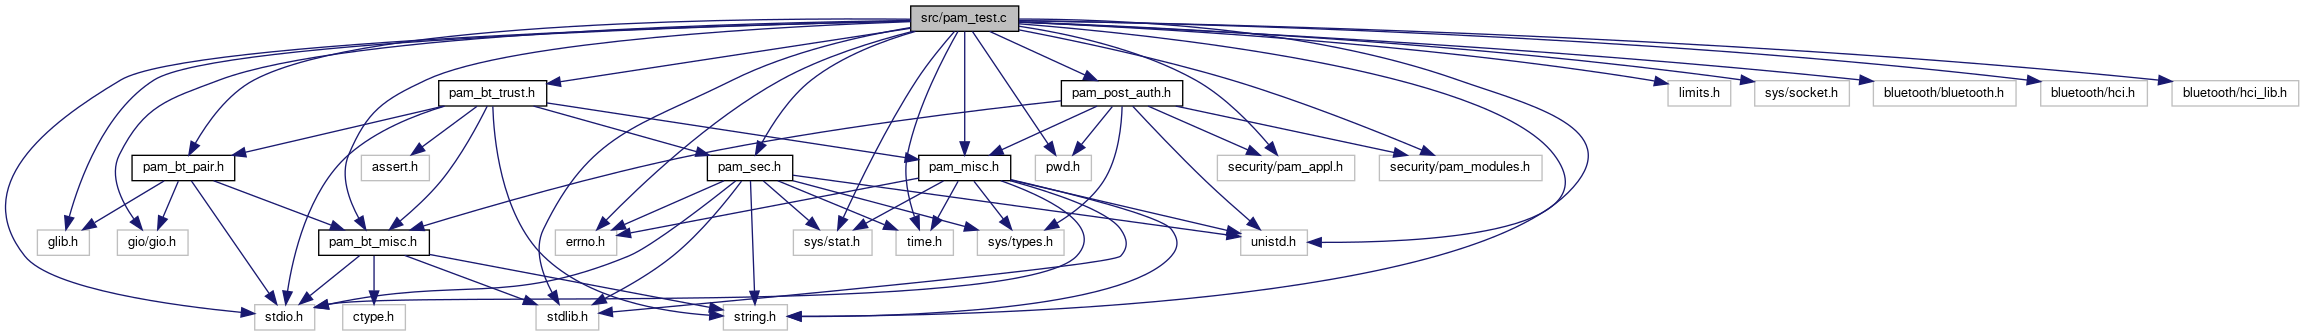 src/pam_test.c
pam_bt_trust.h
pam_post_auth.h
limits.h
sys/socket.h
bluetooth/bluetooth.h
bluetooth/hci.h
bluetooth/hci_lib.h
pam_bt_pair.h
assert.h
pam_sec.h
pam_misc.h
pwd.h
security/pam_appl.h
security/pam_modules.h
glib.h
gio/gio.h
pam_bt_misc.h
errno.h
sys/stat.h
time.h
sys/types.h
unistd.h
stdio.h
ctype.h
stdlib.h
string.h